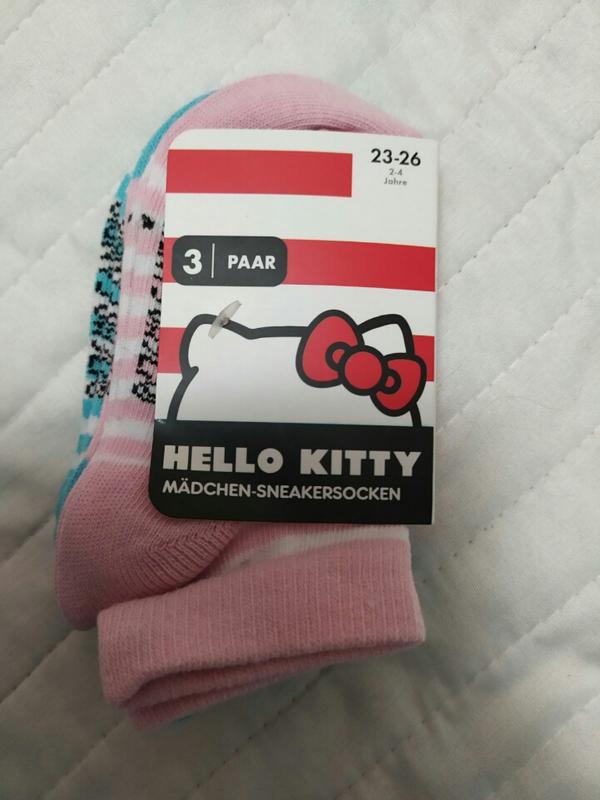 23-26
2-4
Jahre
3 | PAAR
HELLO KITTY
MÄDCHEN-SNEAKERSOCKEN